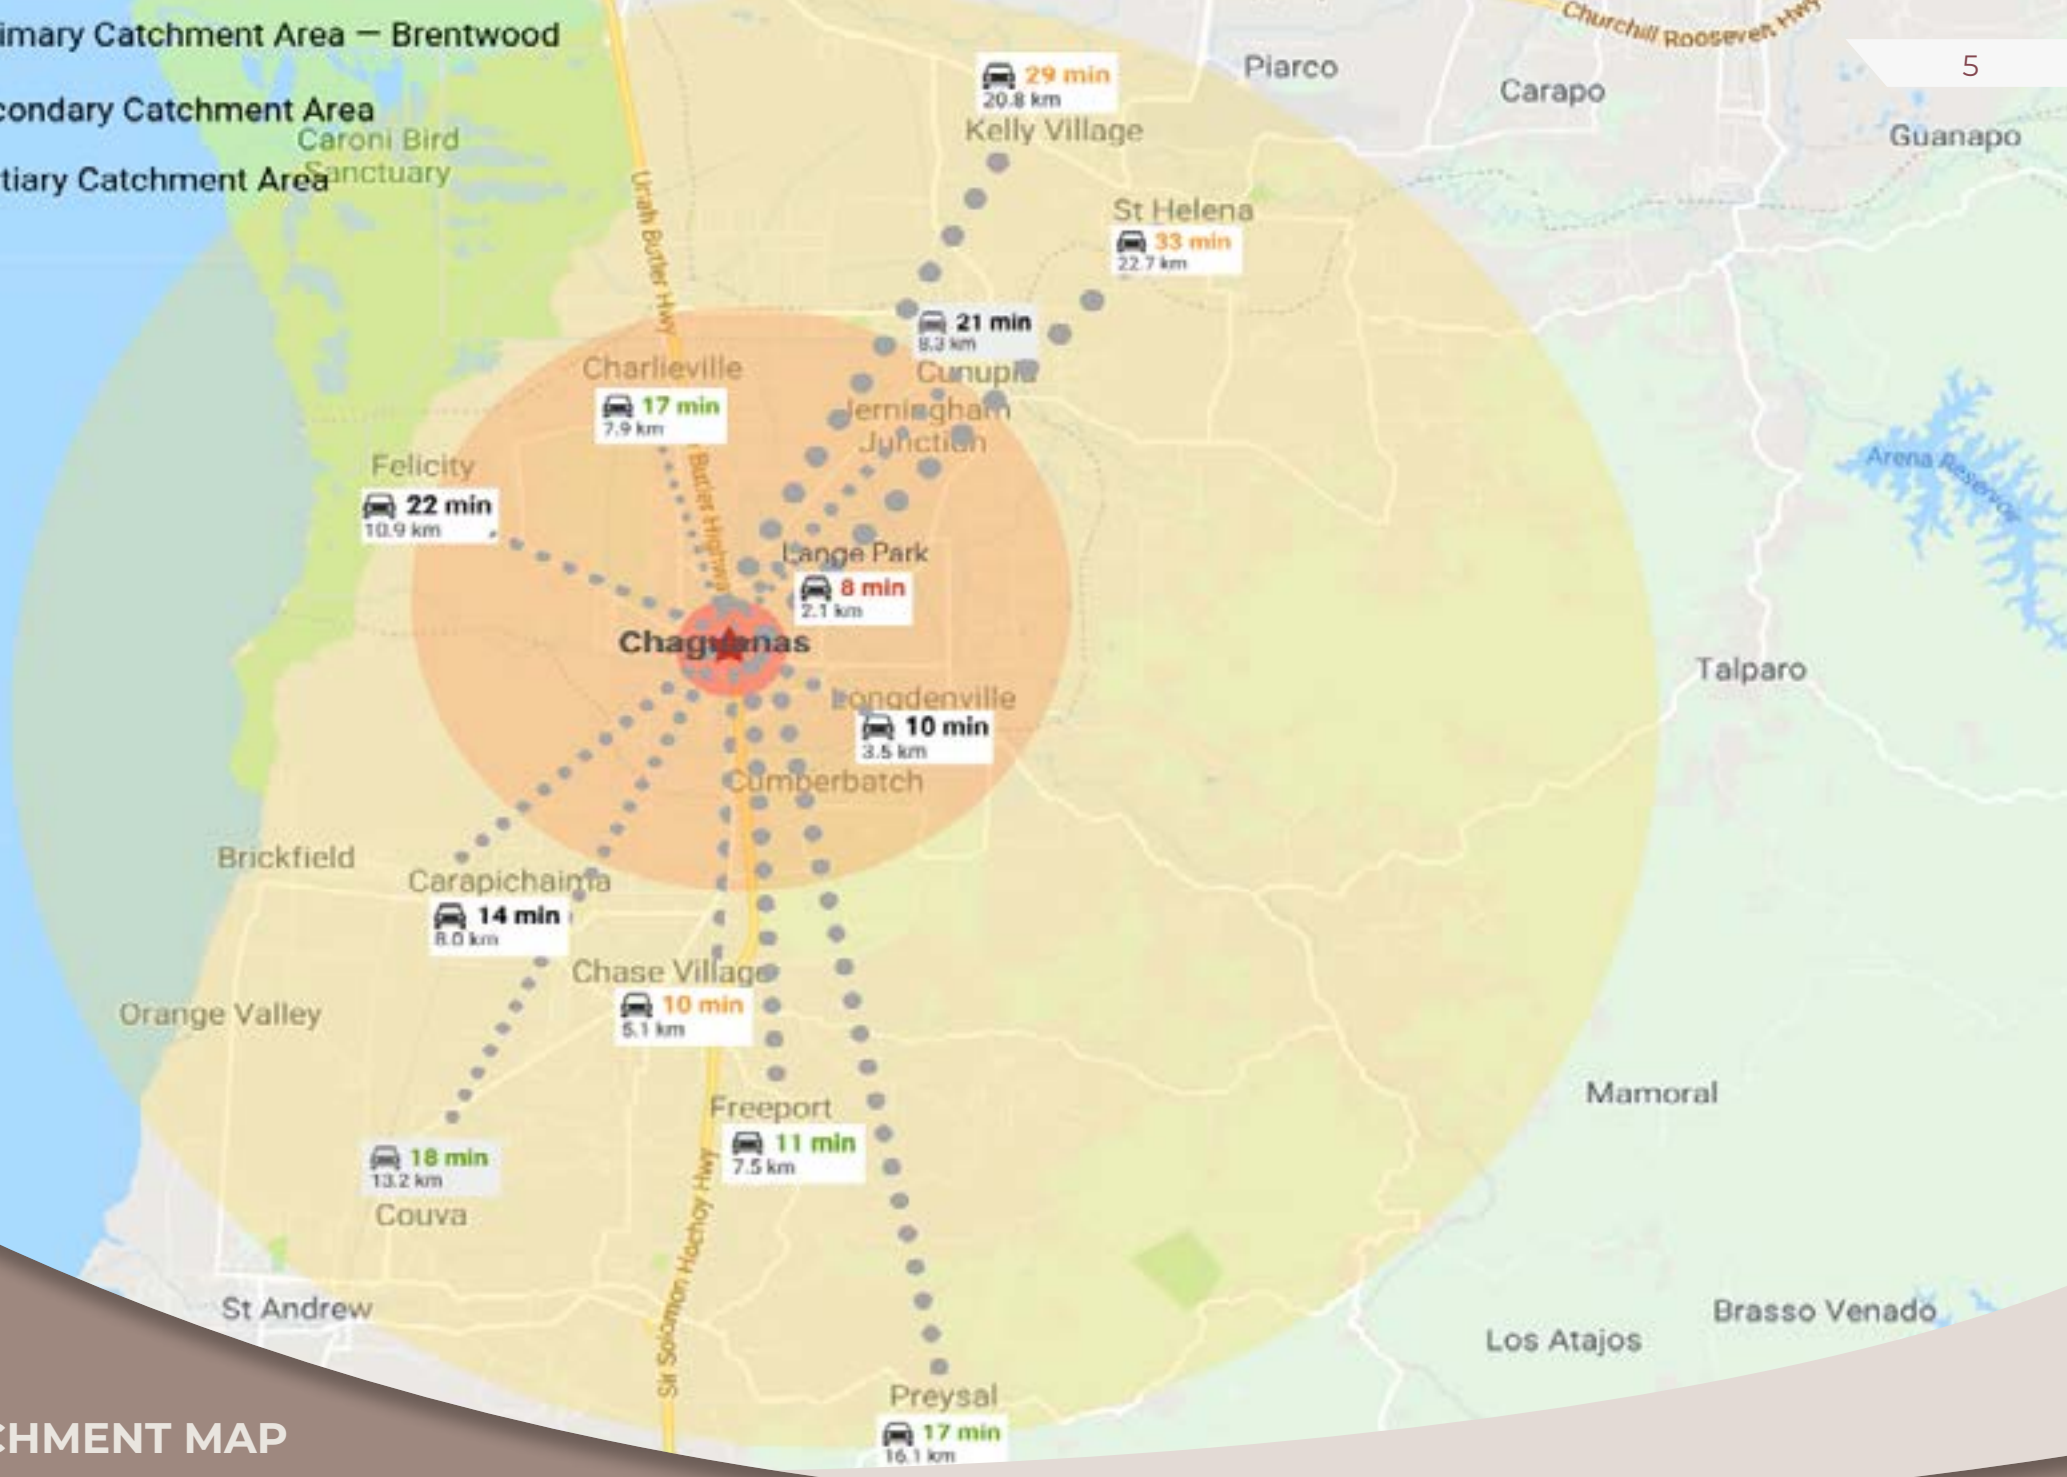 imary Catchment Area — Brentwood
condary Catchment Area
tiary Catchment Area
Caroni Bird
Sanctuary
Churchill Roosevelt Hwy
5
Piarco
Carapo
Guanapo
29 min
20.8 km
Kelly Village
St Helena
33 min
22.7 km
Uriah Butler Hwy
21 min
8.3 km
Cunupia
Jerningham
Junction
Charlieville
17 min
7.9 km
Butler Highway
Felicity
22 min
10.9 km
Arena Reservoir
Lange Park
8 min
2.1 km
Chaguanas
Talparo
Longdenville
10 min
3.5 km
Cumberbatch
Brickfield
Carapichaima
14 min
8.0 km
Chase Village
10 min
5.1 km
Orange Valley
Mamoral
Freeport
11 min
7.5 km
18 min
13.2 km
Couva
Sir Solomon Hochoy Hwy
St Andrew
Brasso Venado
Los Atajos
Preysal
17 min
16.1 km
CHMENT MAP